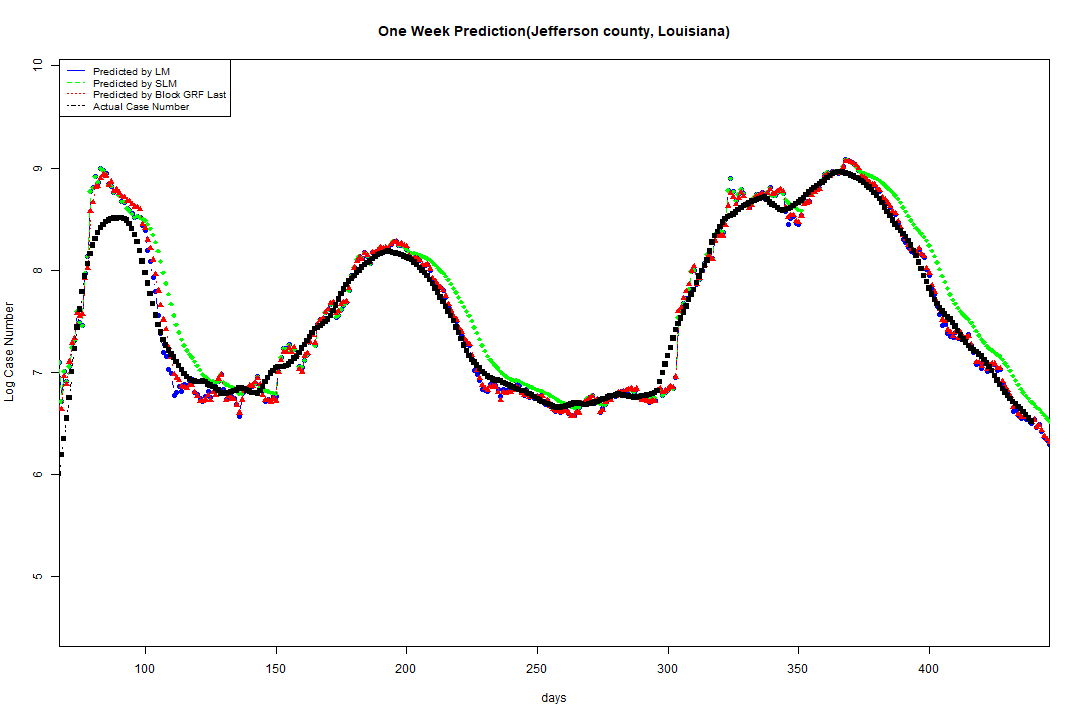 One Week Prediction(Jefferson county, Louisiana)
Predicted by LM
Predicted by SLM
Predicted by Block GRF Last
Actual Case Number
Log Case Number
10
9
8
7
6
5
100 150 200 250 300 350 400
days